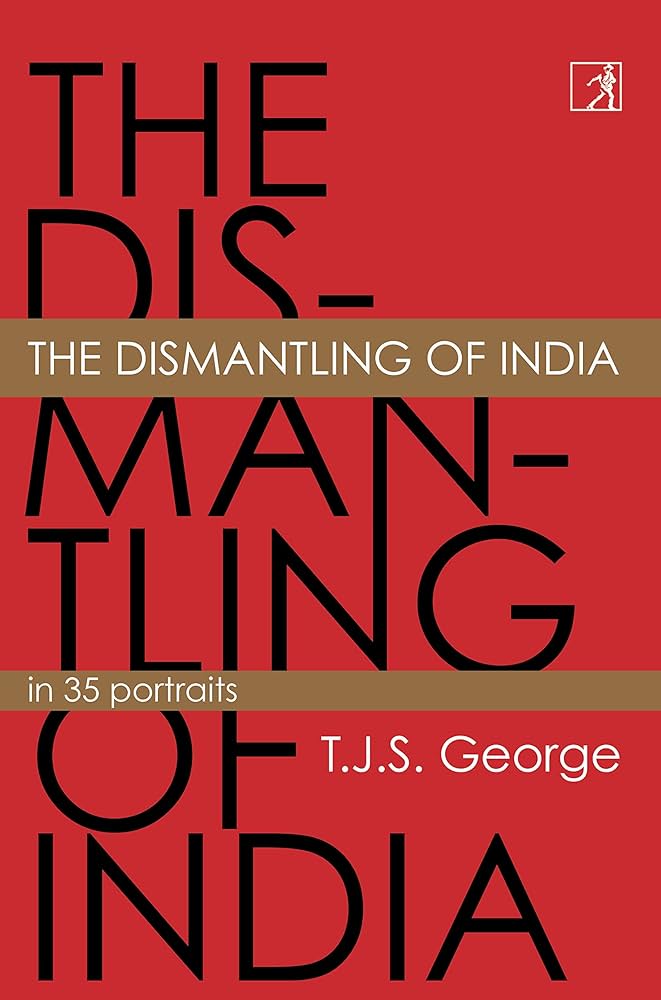 THE
DIS-
THE DISMANTLING OF INDIA
MAN-
TLING
in 35 portraits
OF
T.J.S. George
INDIA